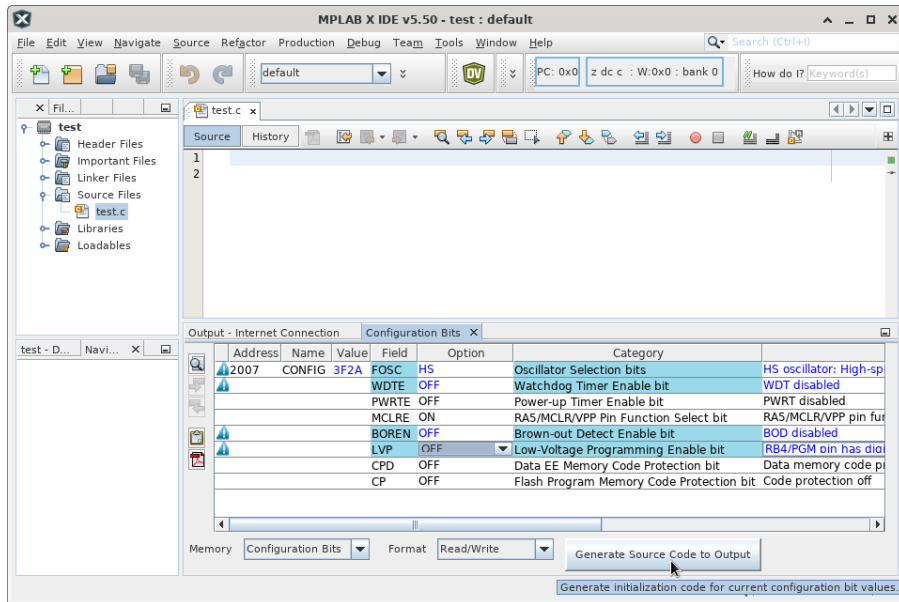 MPLAB X IDE v5.50 - test : default
File Edit View Navigate Source Refactor Production Debug Team Tools Window Help
Search (Ctrl+I)
default
DV
PC: 0x0
z dc c : W:0x0 : bank 0
How do I? Keyword(s)
Fil...
test.c
test
Header Files
Important Files
Linker Files
Source Files
test.c
Libraries
Loadables
Source History
1
2
test - D... Navi...
Output - Internet Connection Configuration Bits
Address Name Value Field Option Category
2007 CONFIG 3F2A FOSC HS Oscillator Selection bits HS oscillator: High-sp
WDTE OFF Watchdog Timer Enable bit WDT disabled
PWRTE OFF Power-up Timer Enable bit PWRT disabled
MCLRE ON RA5/MCLR/VPP Pin Function Select bit RA5/MCLR/VPP pin fun
BOREN OFF Brown-out Detect Enable bit BOD disabled
LVP OFF Low-Voltage Programming Enable bit RB4/PGM pin has digi
CPD OFF Data EE Memory Code Protection bit Data memory code pr
CP OFF Flash Program Memory Code Protection bit Code protection off
Memory Configuration Bits Format Read/Write Generate Source Code to Output
Generate initialization code for current configuration bit values.